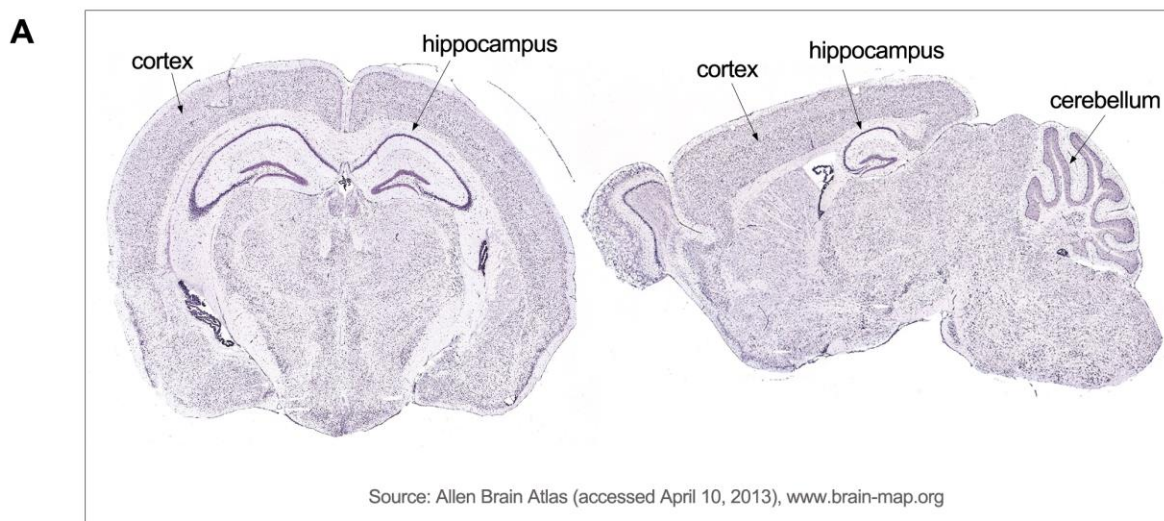 A
cortex
hippocampus
cortex
hippocampus
cerebellum
Source: Allen Brain Atlas (accessed April 10, 2013), www.brain-map.org